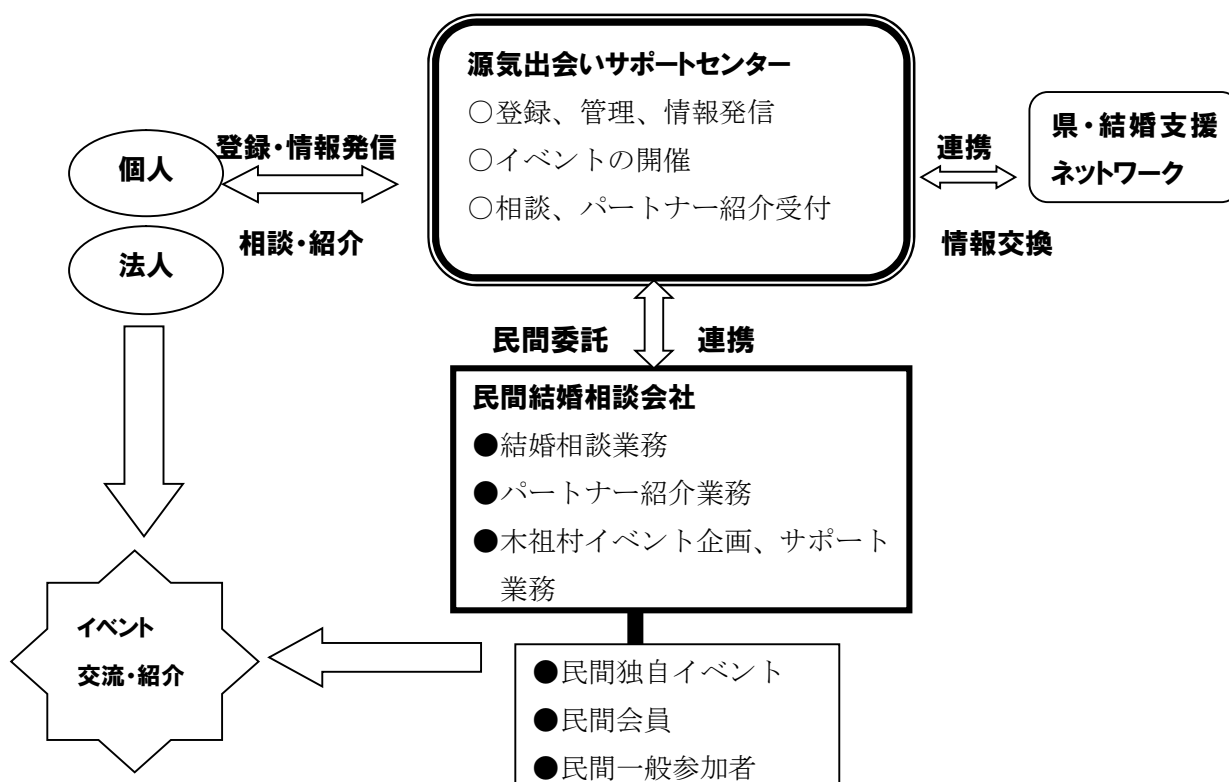 源気出会いサポートセンター
○登録、管理、情報発信
○イベントの開催
○相談、パートナー紹介受付
県・結婚支援
ネットワーク
連携
情報交換
個人
登録・情報発信
相談・紹介
法人
民間委託
連携
民間結婚相談会社
●結婚相談業務
●パートナー紹介業務
●木祖村イベント企画、サポート
業務
イベント
交流・紹介
●民間独自イベント
●民間会員
●民間一般参加者